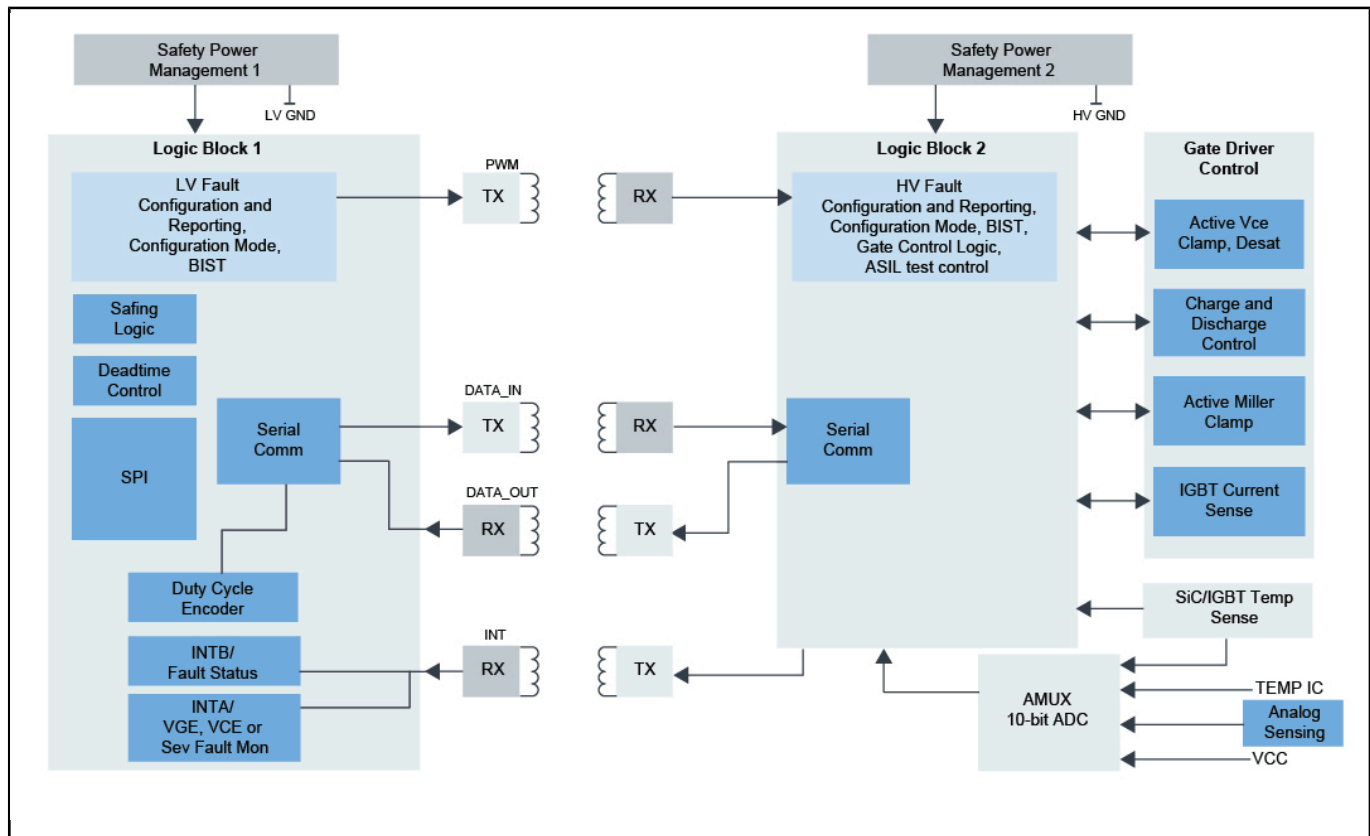 Safety Power
Management 1
LV GND
Safety Power
Management 2
HV GND
Logic Block 1
LV Fault
Configuration and
Reporting,
Configuration Mode,
BIST
Safing
Logic
Deadtime
Control
SPI
Serial
Comm
Duty Cycle
Encoder
INTB/
Fault Status
INTA/
VGE, VCE or
Sev Fault Mon
PWM
TX
RX
DATA_IN
TX
RX
DATA_OUT
RX
TX
INT
RX
TX
Logic Block 2
HV Fault
Configuration and Reporting,
Configuration Mode, BIST,
Gate Control Logic,
ASIL test control
Serial
Comm
Gate Driver
Control
Active Vce
Clamp, Desat
Charge and
Discharge
Control
Active Miller
Clamp
IGBT Current
Sense
SiC/IGBT Temp
Sense
AMUX
10-bit ADC
TEMP IC
Analog
Sensing
VCC